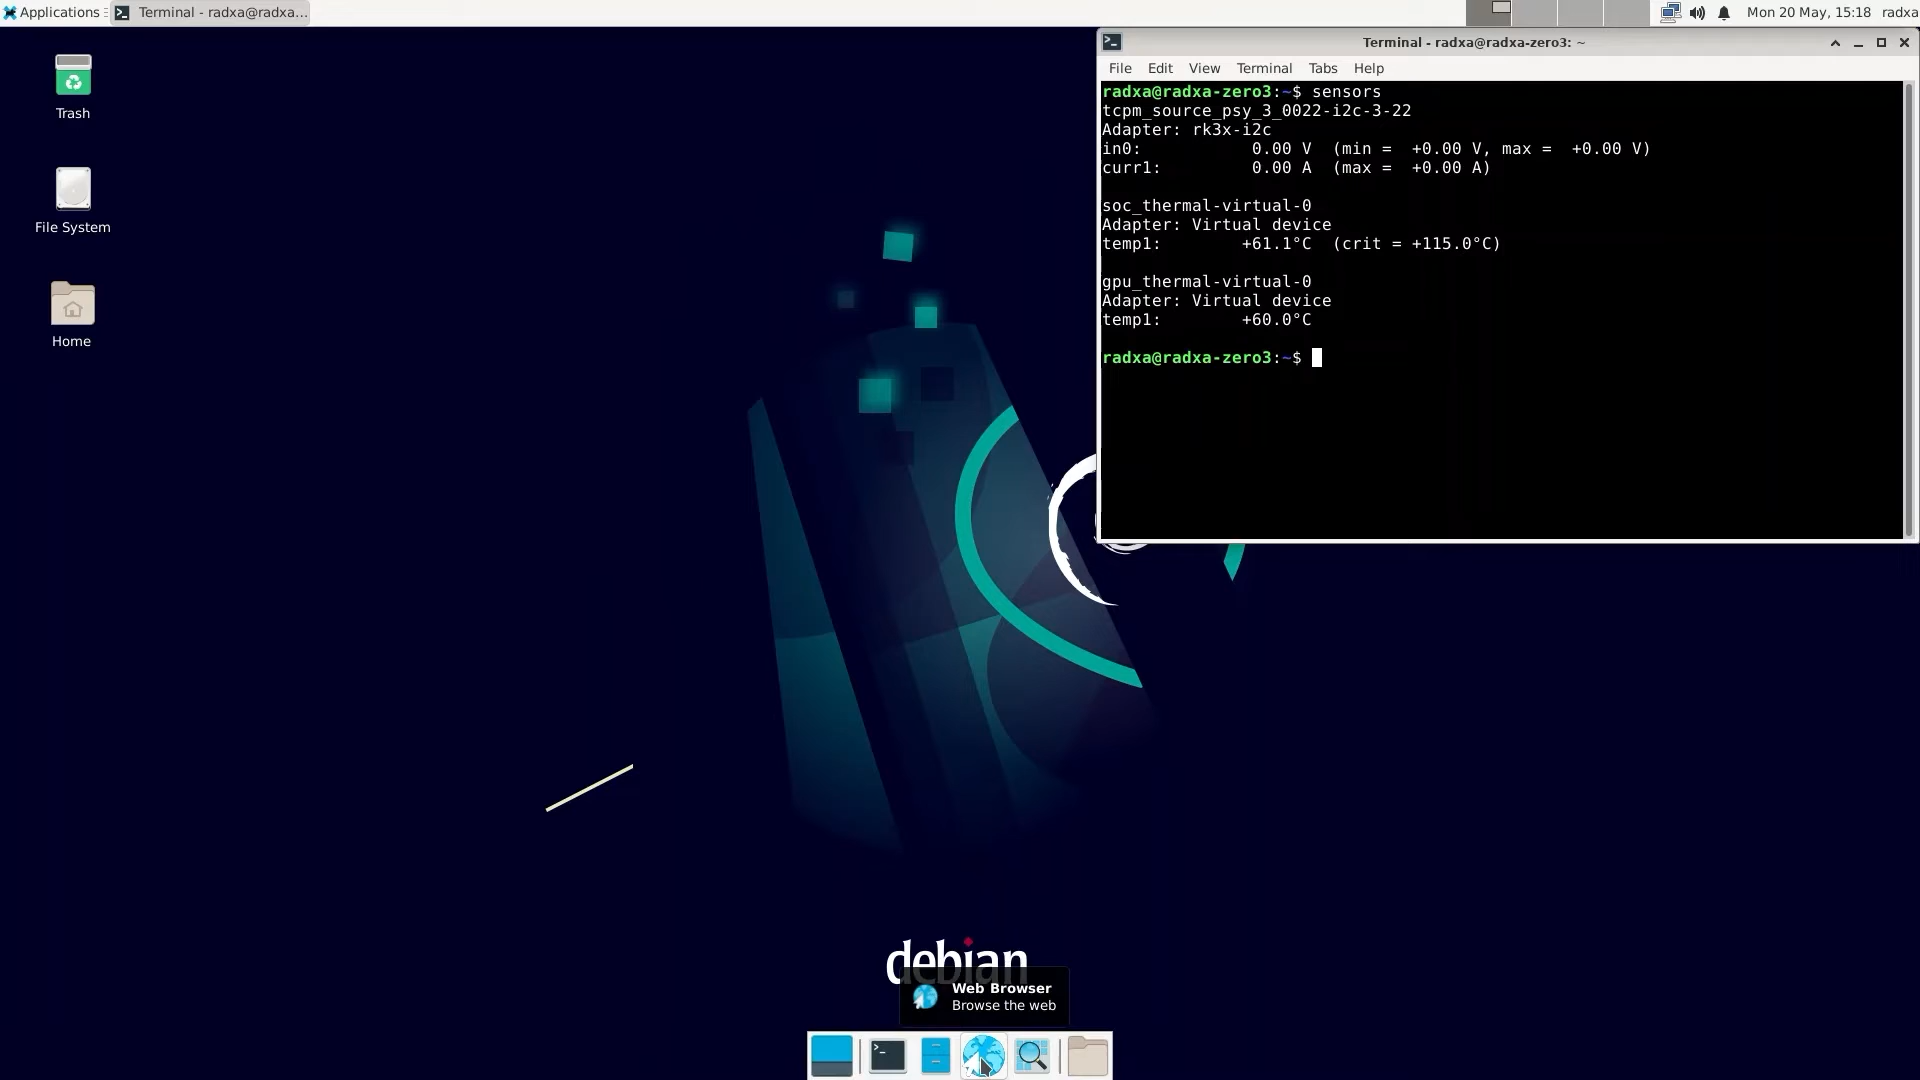 Applications
Terminal - radxa@radxa...
Mon 20 May, 15:18
radxa
Trash
File System
Home
Terminal - radxa@radxa-zero3: ~
File Edit View Terminal Tabs Help
radxa@radxa-zero3:~$ sensors
tcpm_source_psy_3_0022-i2c-3-22
Adapter: rk3x-i2c
in0:           0.00 V  (min =  +0.00 V, max =  +0.00 V)
curr1:         0.00 A  (max =  +0.00 A)
soc_thermal-virtual-0
Adapter: Virtual device
temp1:        +61.1°C  (crit = +115.0°C)
gpu_thermal-virtual-0
Adapter: Virtual device
temp1:        +60.0°C
radxa@radxa-zero3:~$
debian
Web Browser
Browse the web